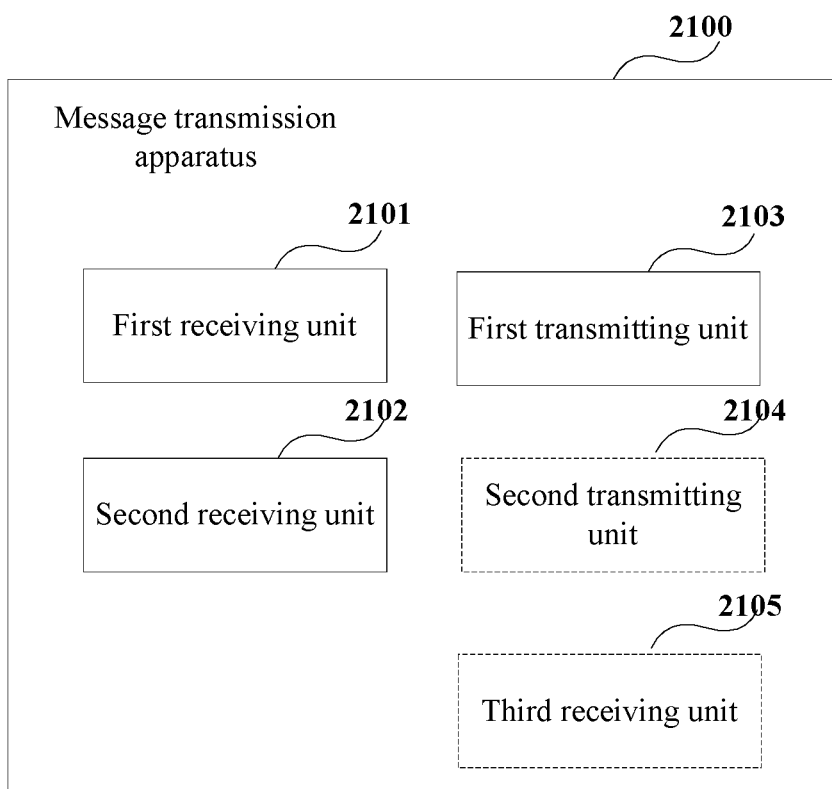 2100
Message transmission
apparatus
2101
2103
First receiving unit
First transmitting unit
2102
2104
Second receiving unit
Second transmitting
unit
2105
Third receiving unit